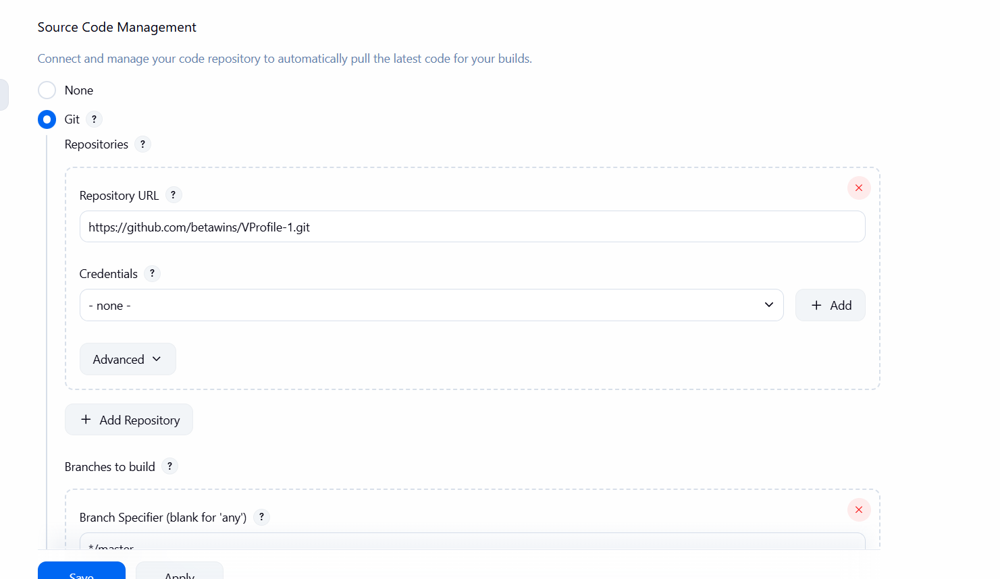 Source Code Management
Connect and manage your code repository to automatically pull the latest code for your builds.
None
Git ?
Repositories ?
Repository URL ?
https://github.com/betawins/VProfile-1.git
Credentials ?
- none -
+ Add
Advanced
+ Add Repository
Branches to build ?
Branch Specifier (blank for 'any') ?
*/master
Save
Apply